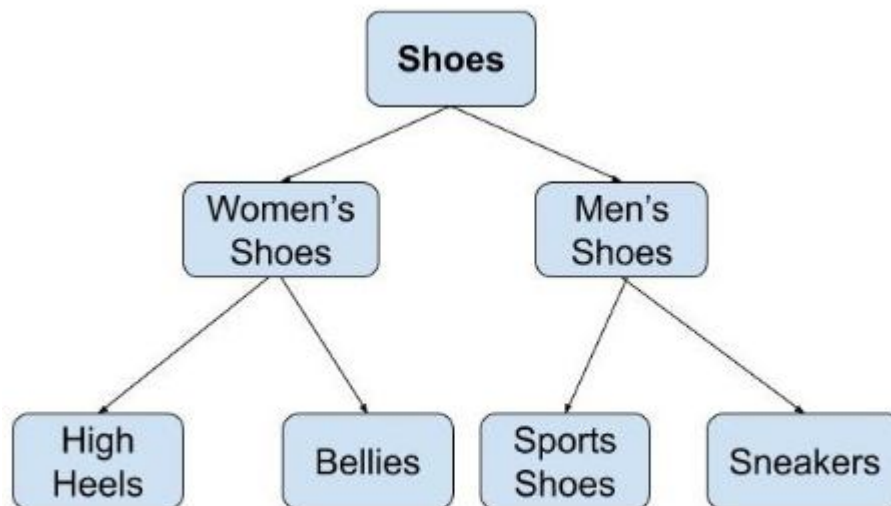 Shoes
Women's
Shoes
Men's
Shoes
High
Heels
Bellies
Sports
Shoes
Sneakers